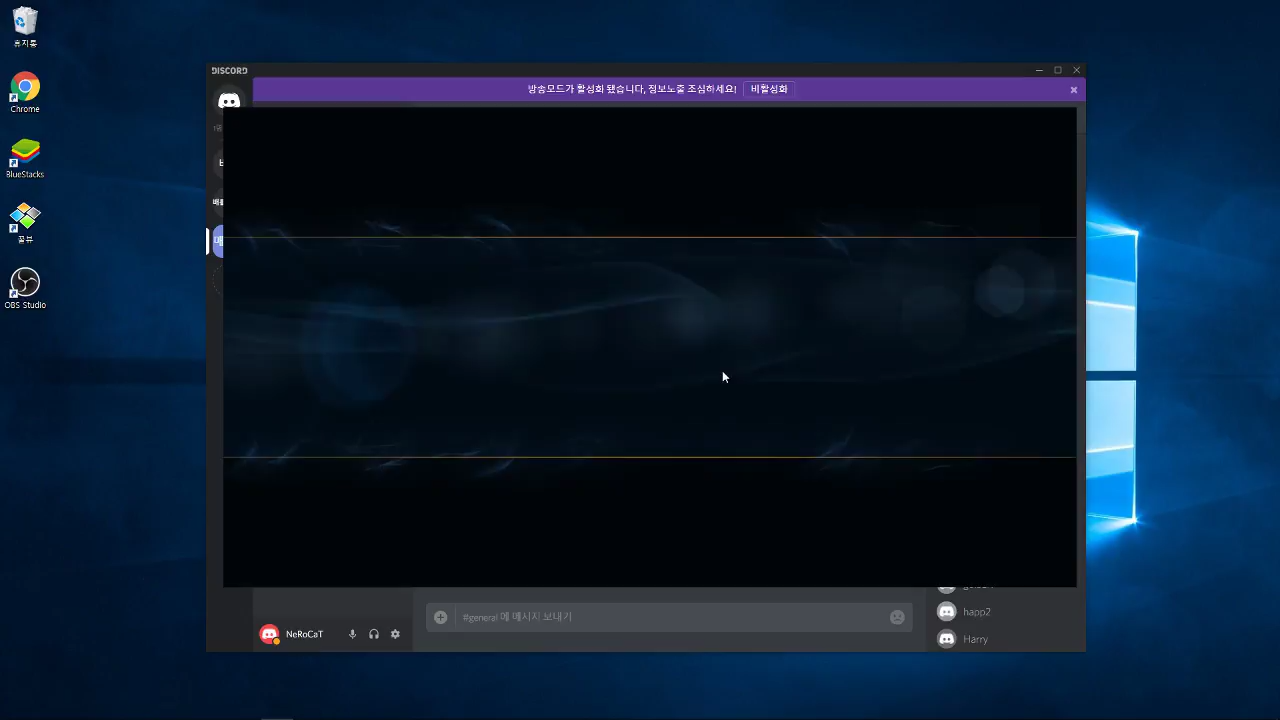 휴지통
Chrome
BlueStacks
꿀뷰
OBS Studio
DISCORD
방송모드가 활성화 됐습니다, 정보노출 조심하세요! 비활성화
#general 에 메시지 보내기
NeRoCaT
happ2
Harry